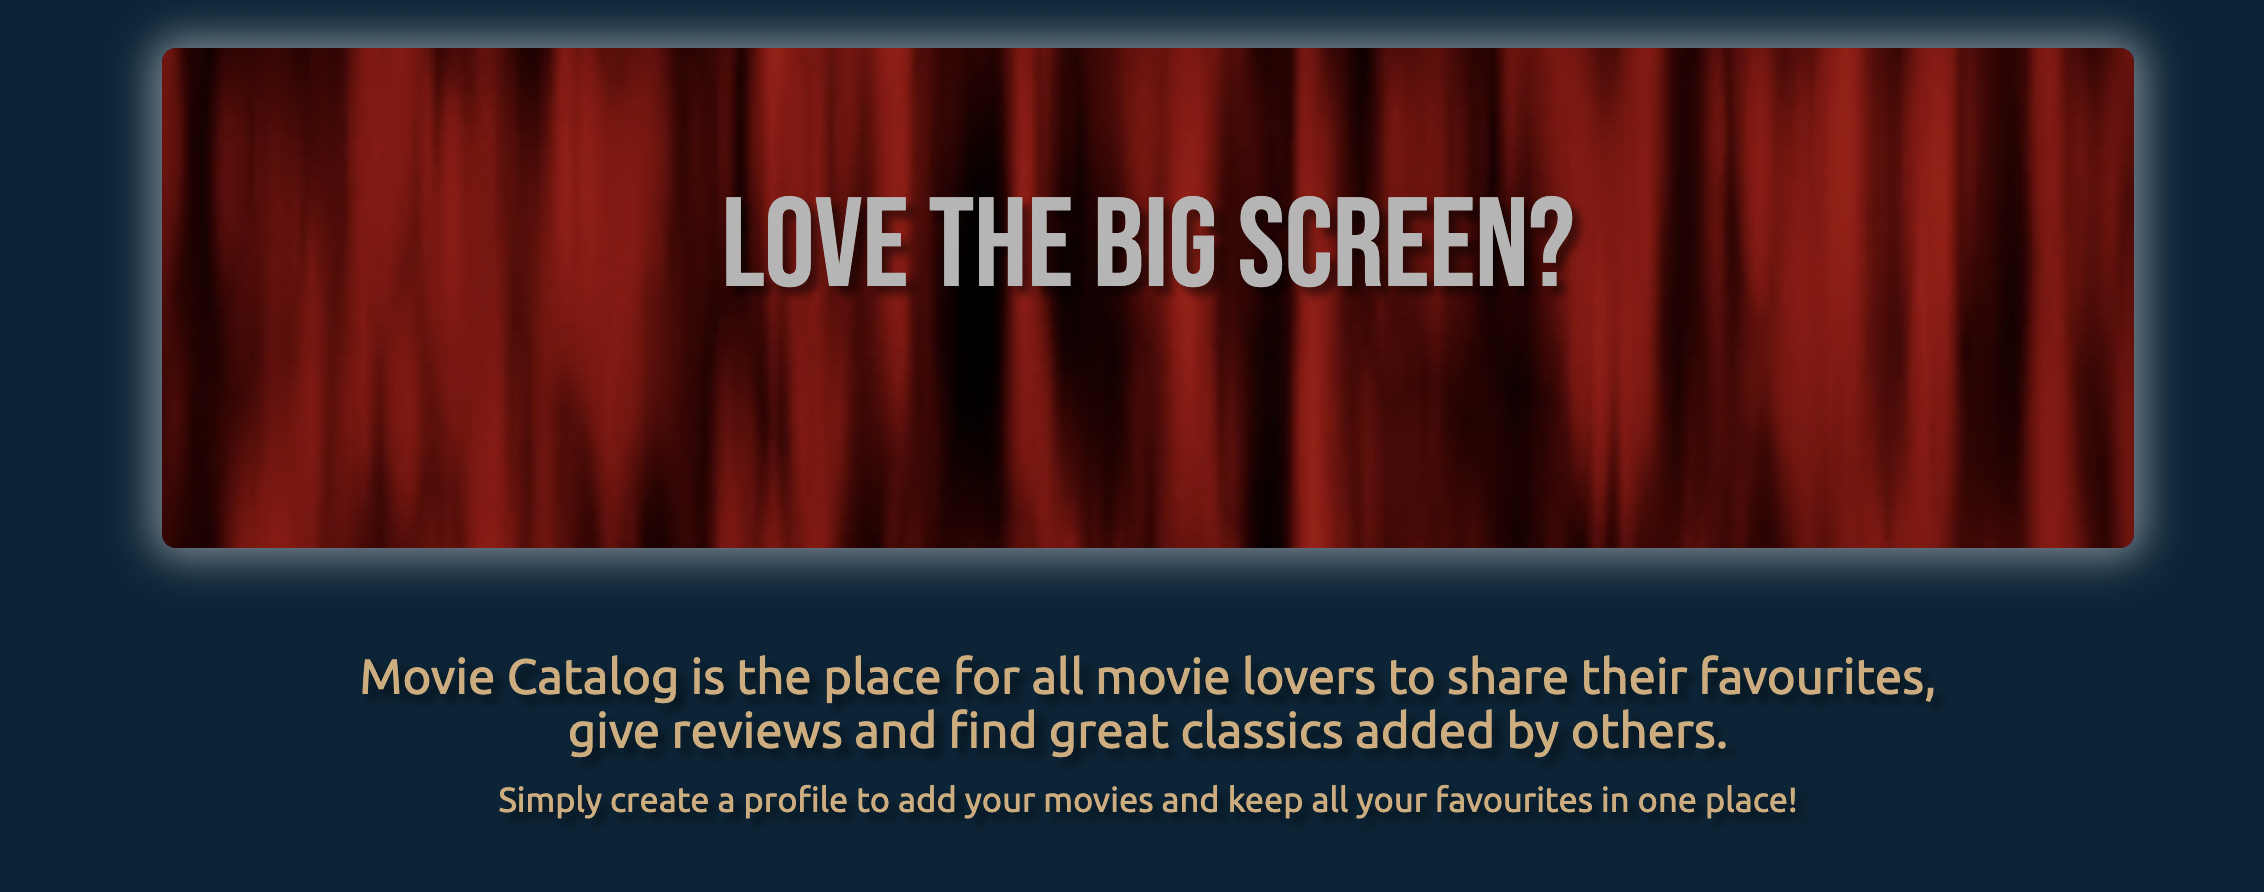 LOVE THE BIG SCREEN?
Movie Catalog is the place for all movie lovers to share their favourites,
give reviews and find great classics added by others.
Simply create a profile to add your movies and keep all your favourites in one place!